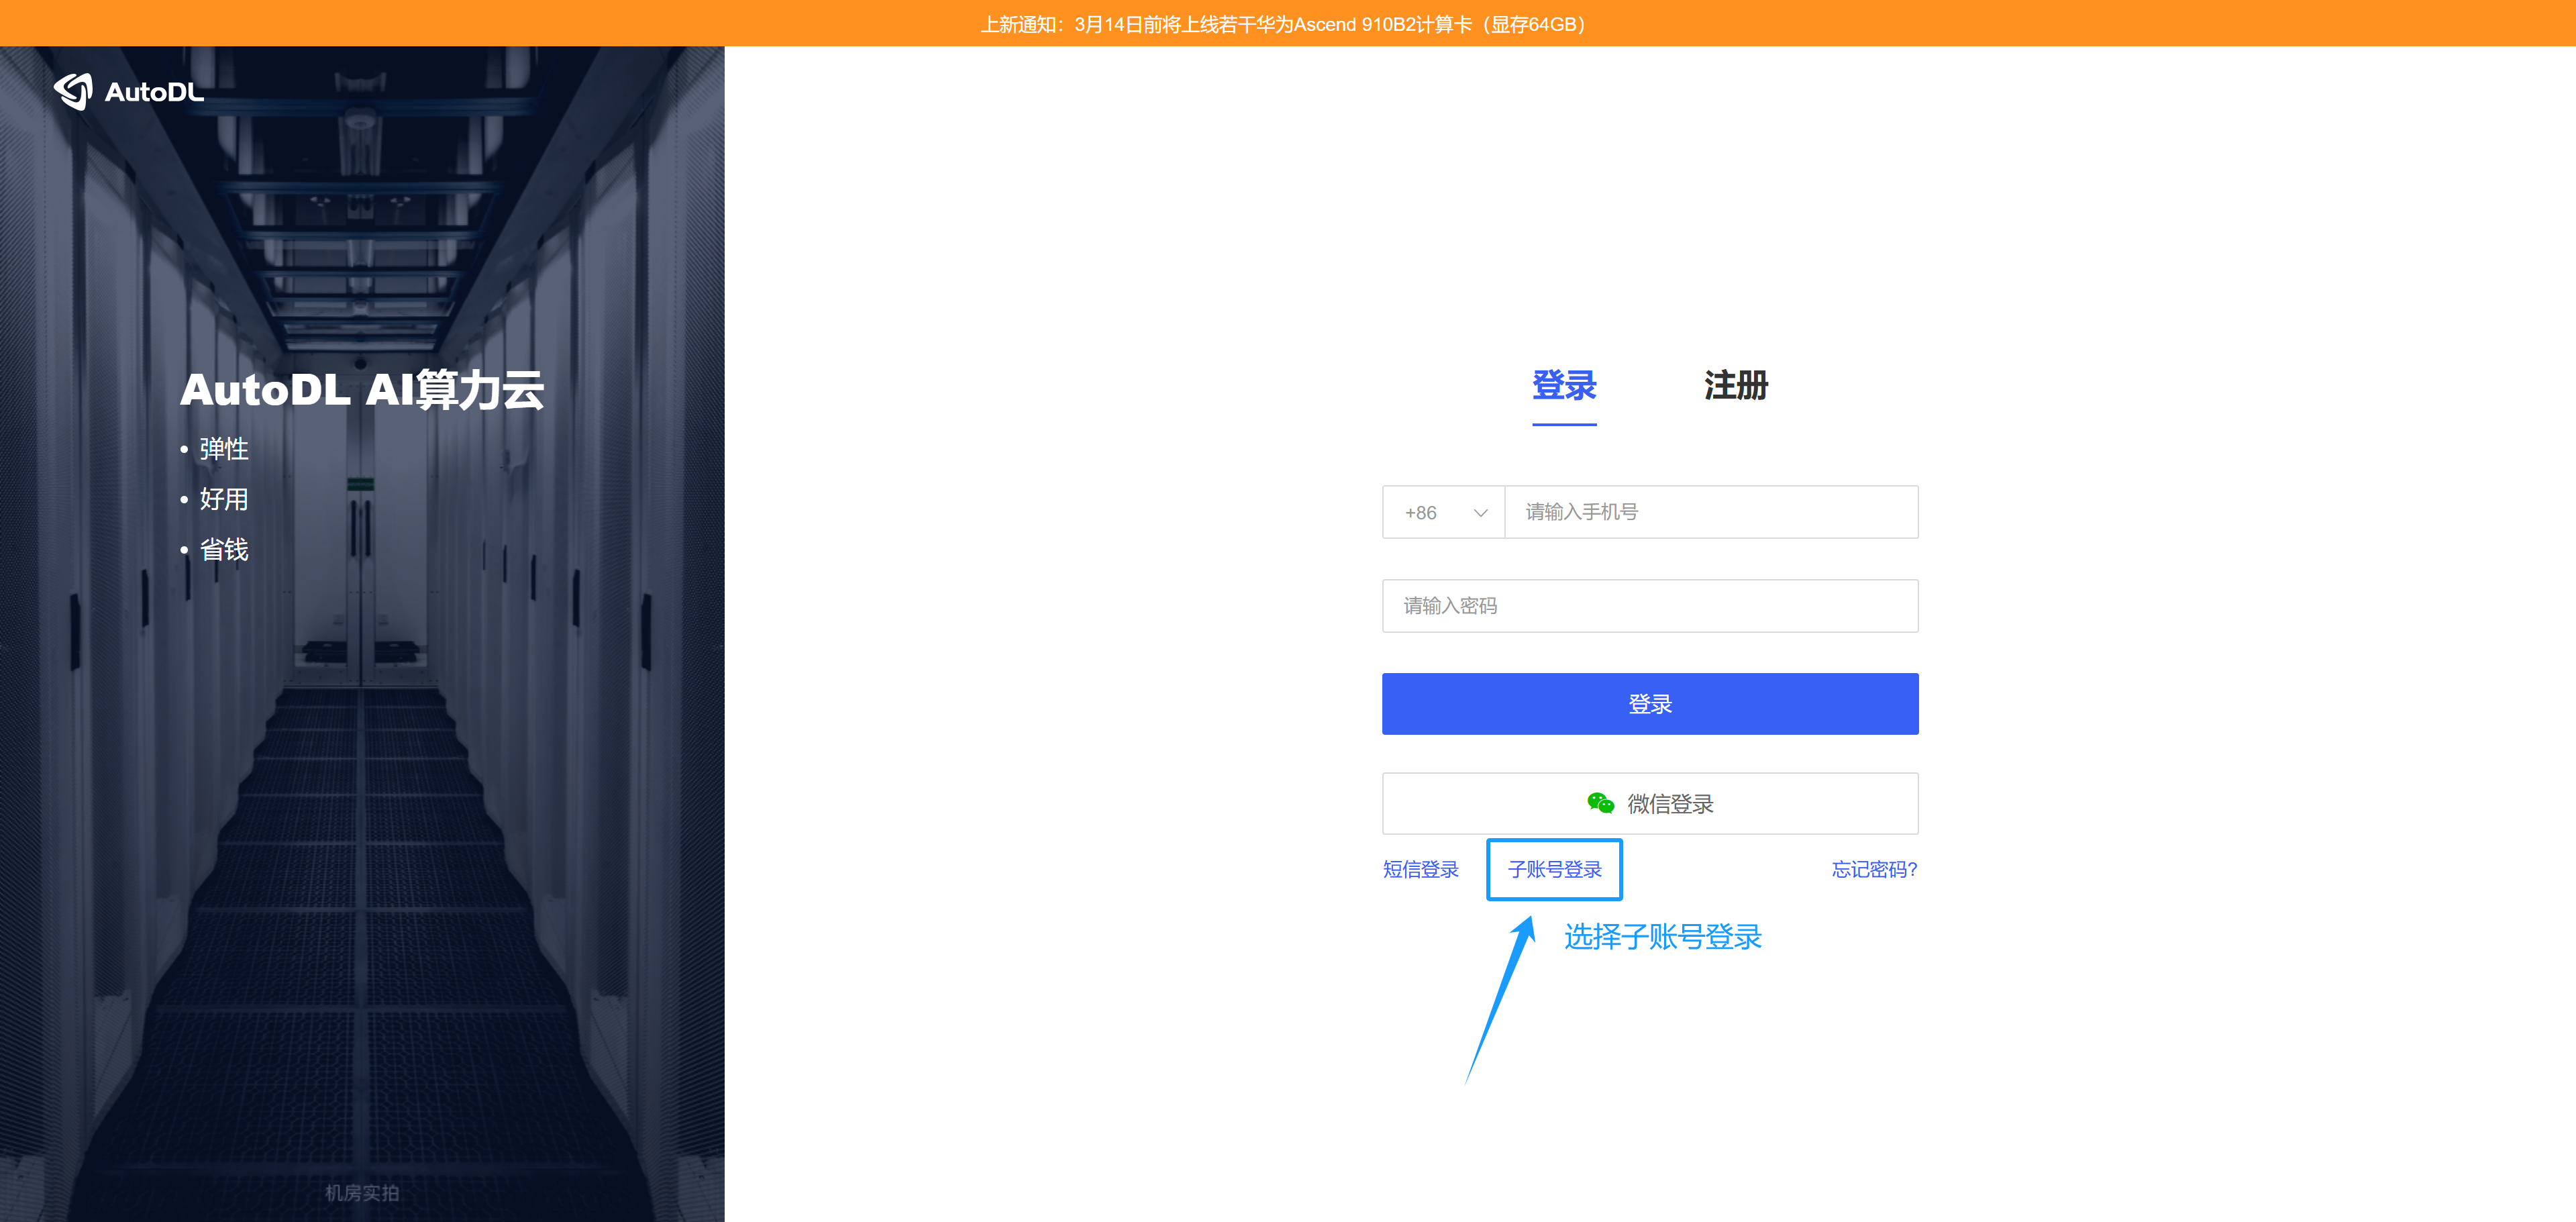 上新通知：3月14日前将上线若干华为Ascend 910B2计算卡（显存64GB）
AutoDL
AutoDL AI算力云
• 弹性
• 好用
• 省钱
机房实拍
登录 注册
+86 请输入手机号
请输入密码
登录
微信登录
短信登录 子账号登录 忘记密码?
选择子账号登录